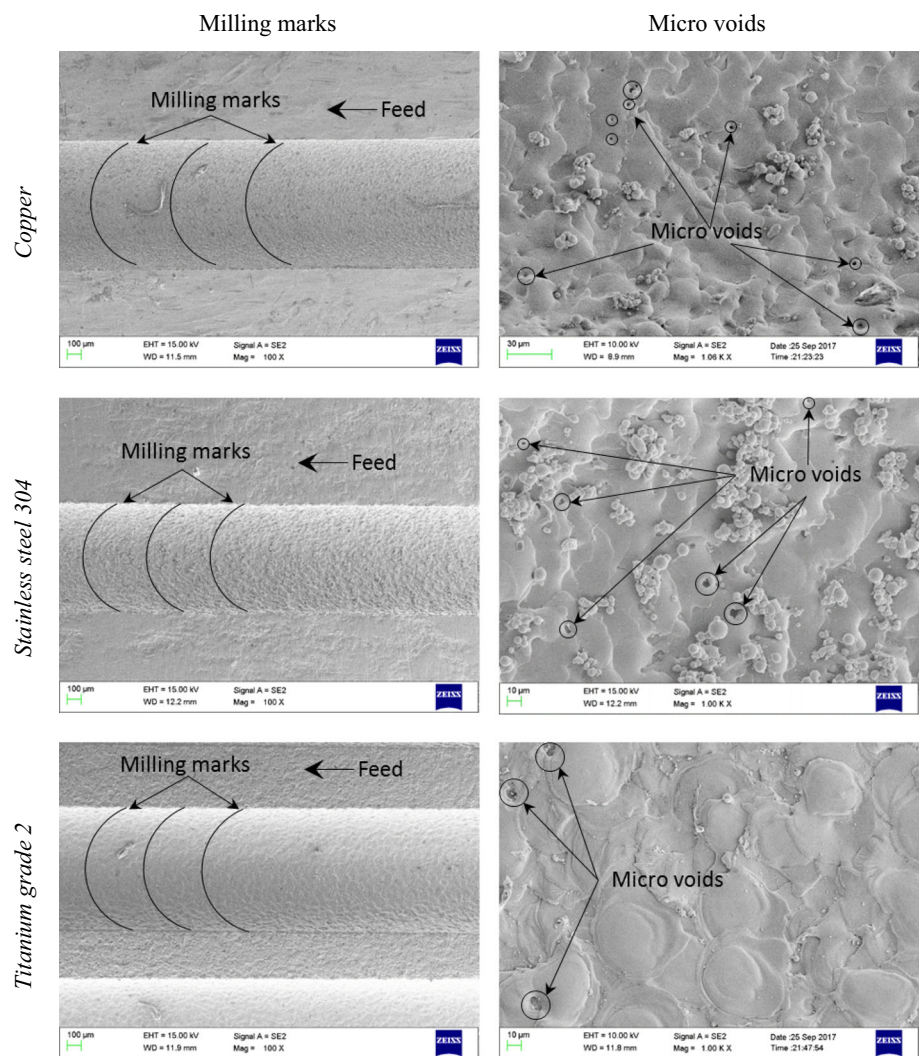 Milling marks
Micro voids
Copper
Milling marks
Feed
100 µm
EHT = 15.00 kV
Signal A = SE2
WD = 11.5 mm
Mag = 100 X
ZEISS
Micro voids
30 µm
EHT = 10.00 kV
Signal A = SE2
Date :25 Sep 2017
WD = 8.9 mm
Mag = 1.06 K X
Time :21:23:23
ZEISS
Stainless steel 304
Milling marks
Feed
100 µm
EHT = 15.00 kV
Signal A = SE2
WD = 12.2 mm
Mag = 100 X
ZEISS
Micro voids
10 µm
EHT = 15.00 kV
Signal A = SE2
WD = 12.2 mm
Mag = 1.00 K X
ZEISS
Titanium grade 2
Milling marks
Feed
100 µm
EHT = 15.00 kV
Signal A = SE2
WD = 11.9 mm
Mag = 100 X
ZEISS
Micro voids
10 µm
EHT = 10.00 kV
Signal A = SE2
Date :25 Sep 2017
WD = 11.8 mm
Mag = 1.00 K X
Time :21:47:54
ZEISS